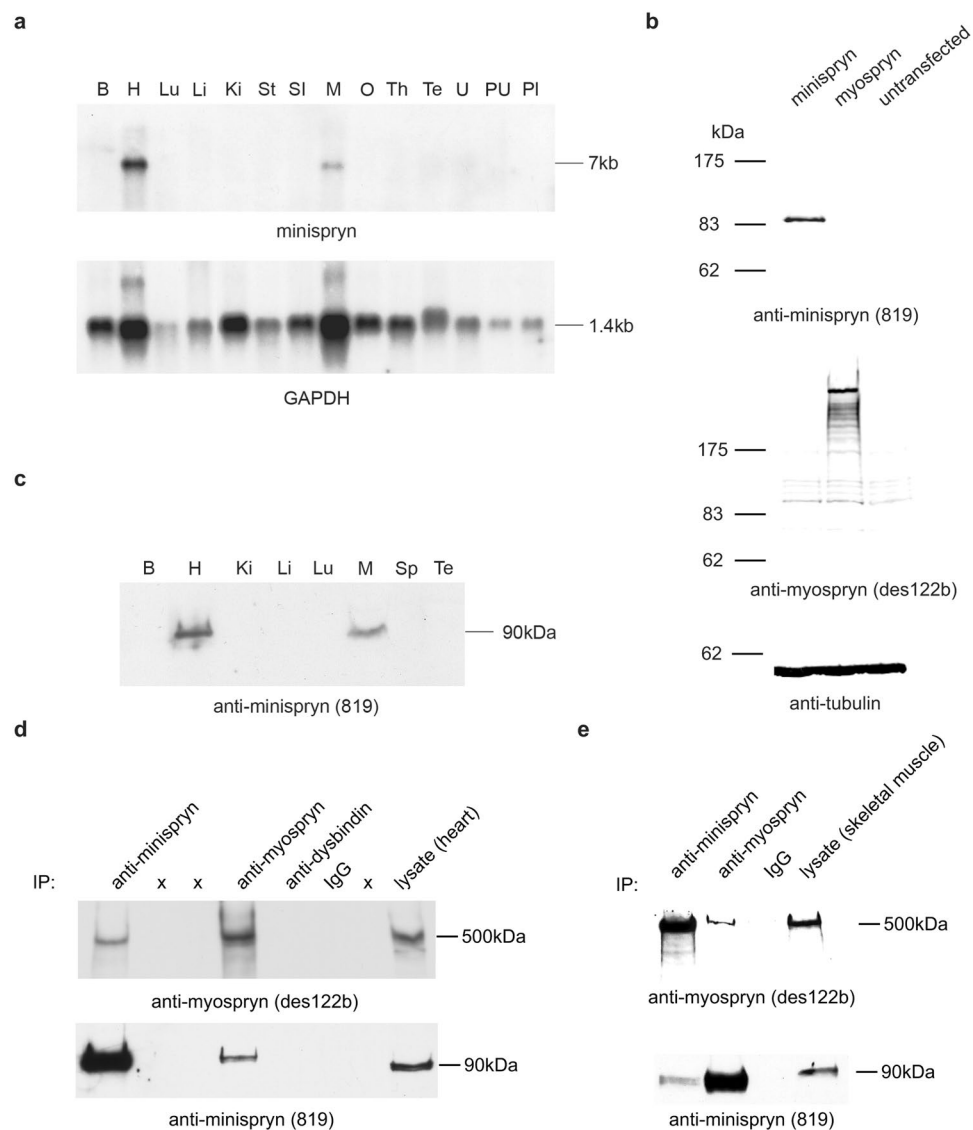 a
B H Lu Li Ki St SI M O Th Te U PU PI
7kb
minispryn
1.4kb
GAPDH
b
minispryn myospryn untransfected
kDa
175
83
62
anti-minispryn (819)
175
83
62
anti-myospryn (des122b)
62
anti-tubulin
c
B H Ki Li Lu M Sp Te
90kDa
anti-minispryn (819)
d
IP: anti-minispryn x x anti-myospryn anti-dysbindin IgG x lysate (heart)
500kDa
anti-myospryn (des122b)
90kDa
anti-minispryn (819)
e
IP: anti-minispryn anti-myospryn IgG lysate (skeletal muscle)
500kDa
anti-myospryn (des122b)
90kDa
anti-minispryn (819)